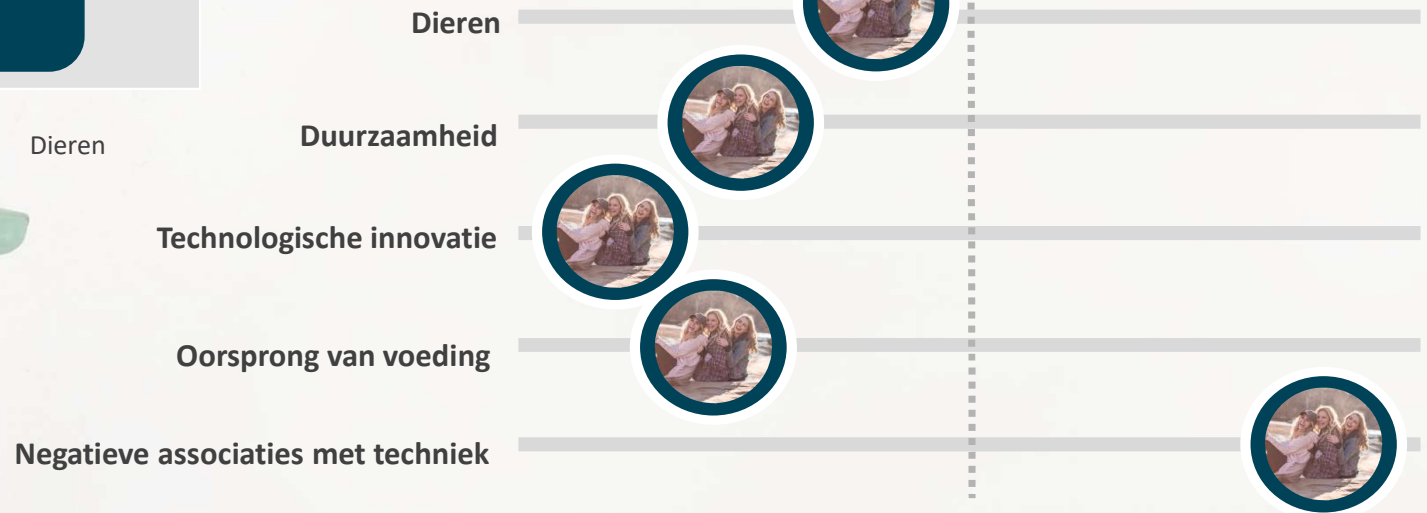 Dieren
Dieren
Duurzaamheid
Technologische innovatie
Oorsprong van voeding
Negatieve associaties met techniek